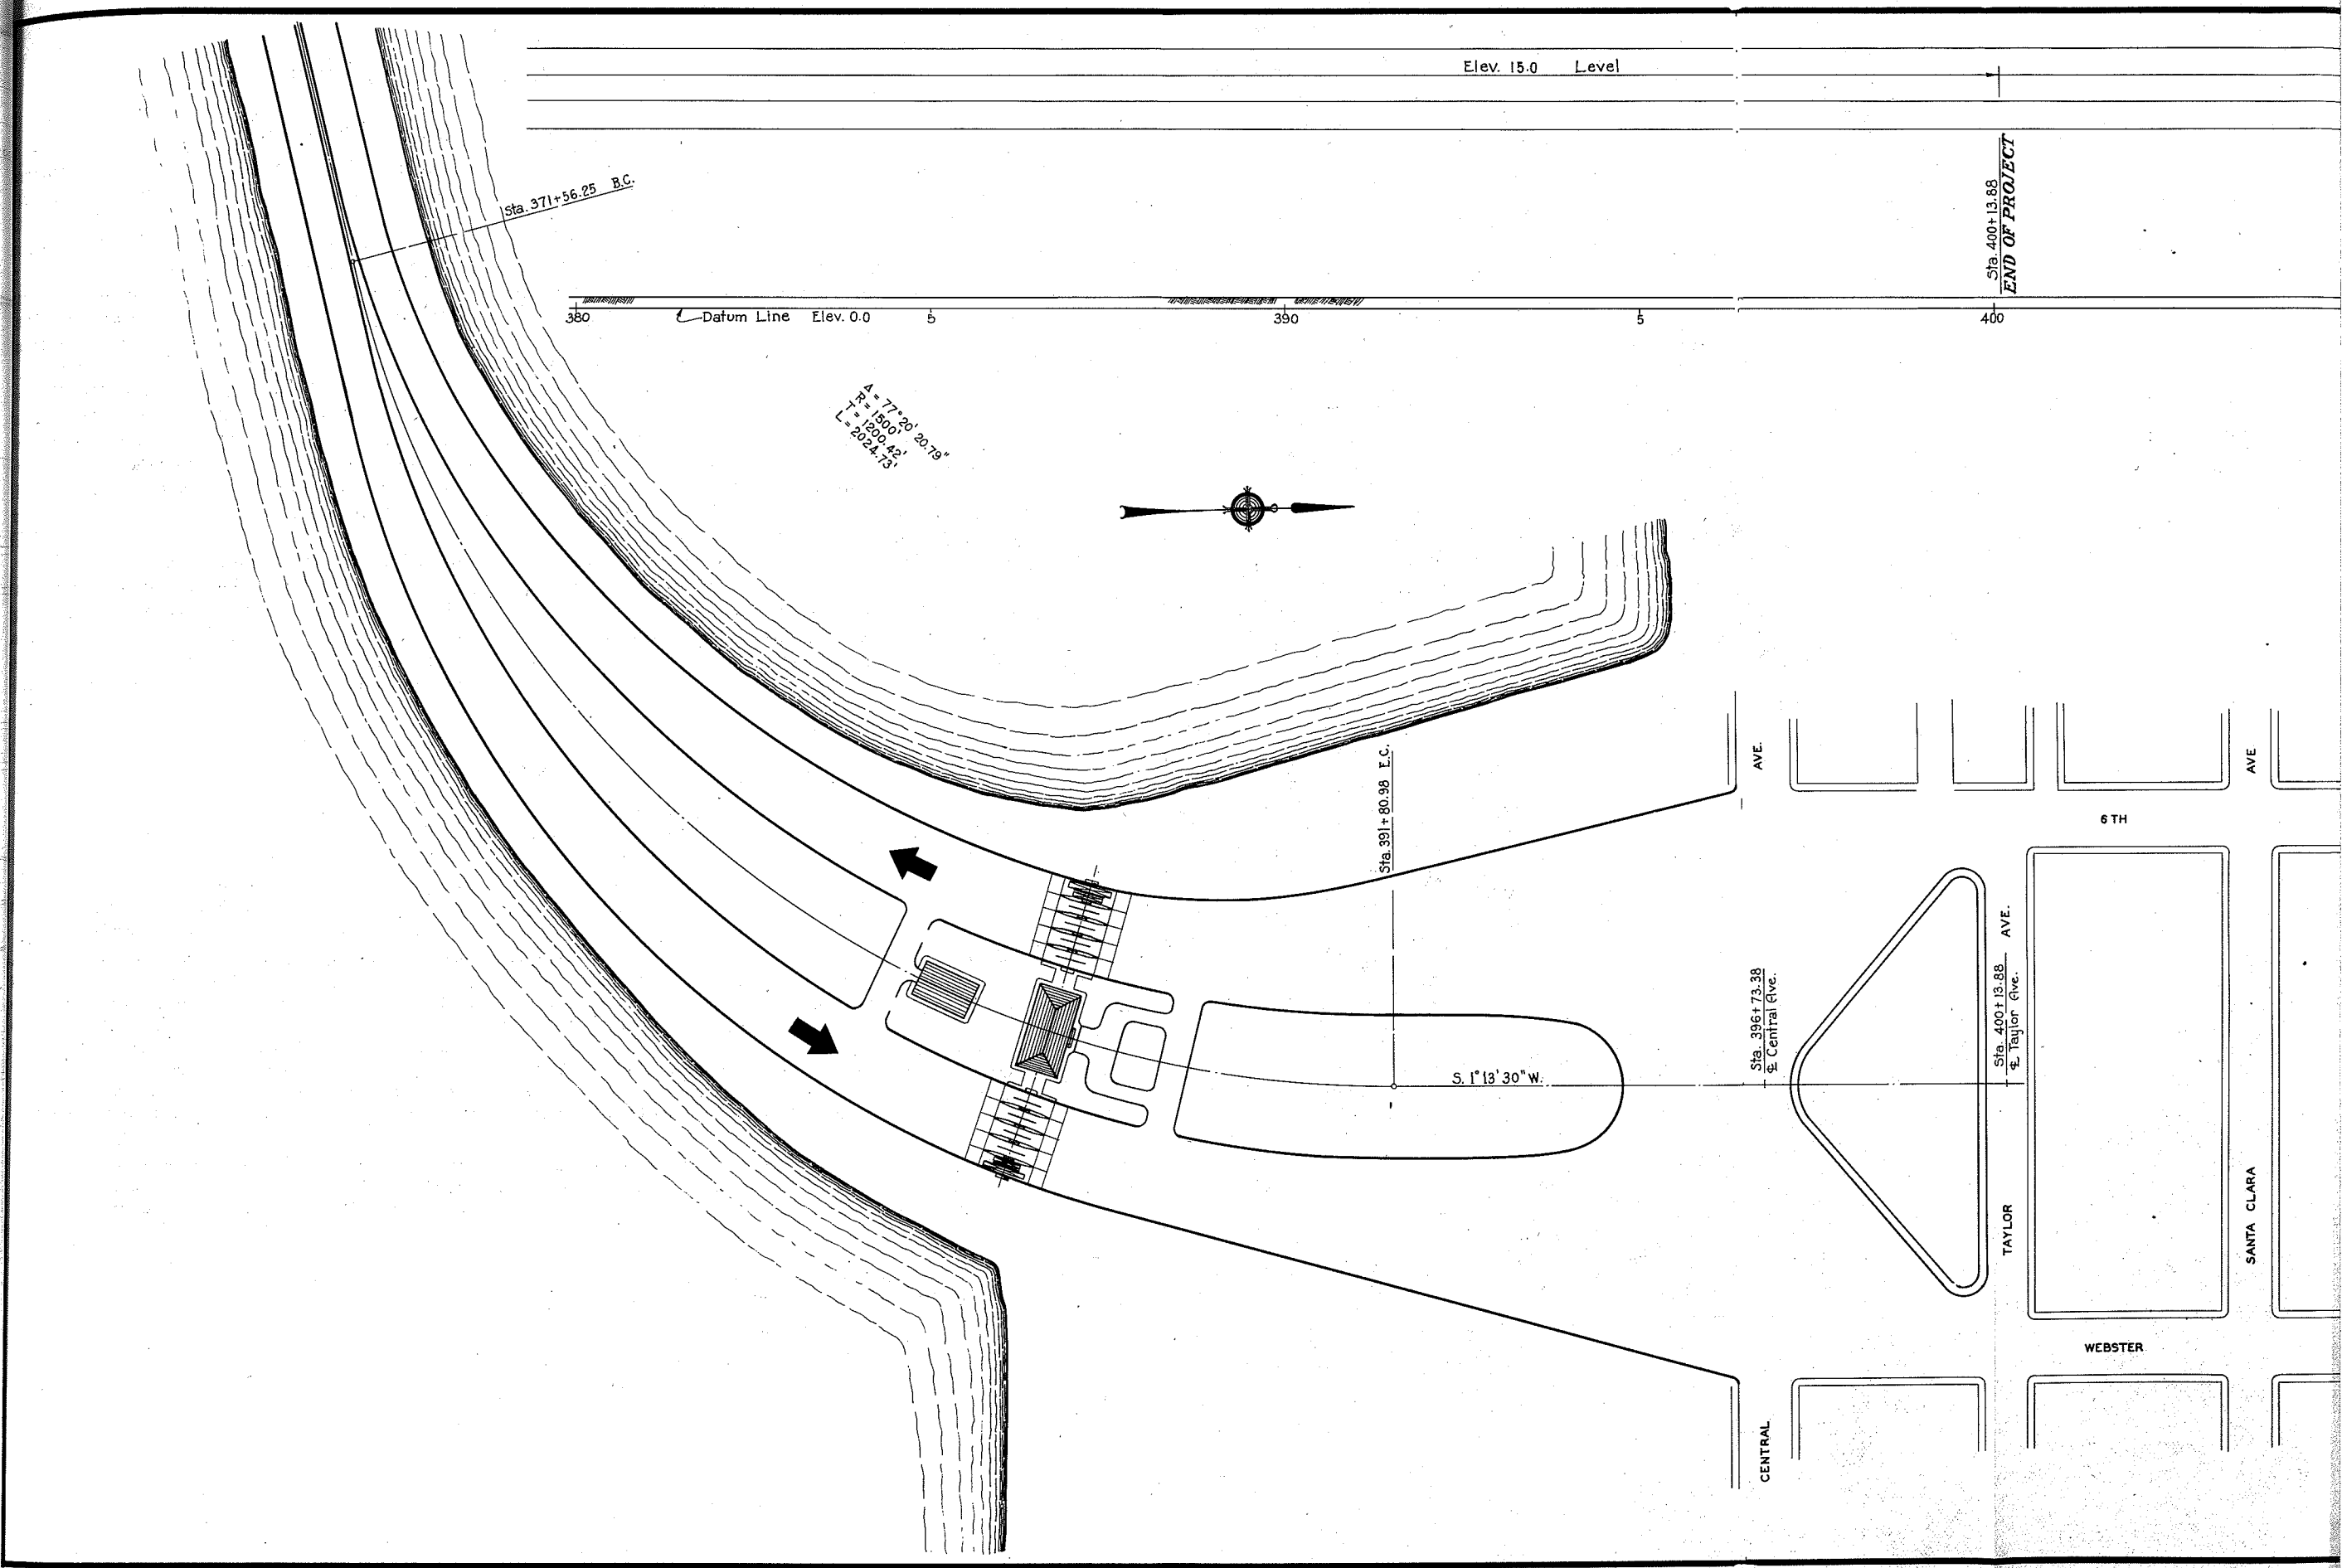 Elev. 15.0 Level
Sta. 371+56.25 B.C.
Sta. 400+13.88
END OF PROJECT
380
Datum Line Elev. 0.0
5
390
5
400
Δ = 77° 20' 20.79"
R = 1500'
T = 1200.42'
L = 2024.73'
Sta. 391+80.98 E.C.
AVE.
AVE
6 TH
Sta. 396+73.38
℄ Central Ave.
Sta. 400+13.88
℄ Taylor Ave.
AVE.
S. 1° 13' 30" W.
TAYLOR
SANTA CLARA
WEBSTER
CENTRAL